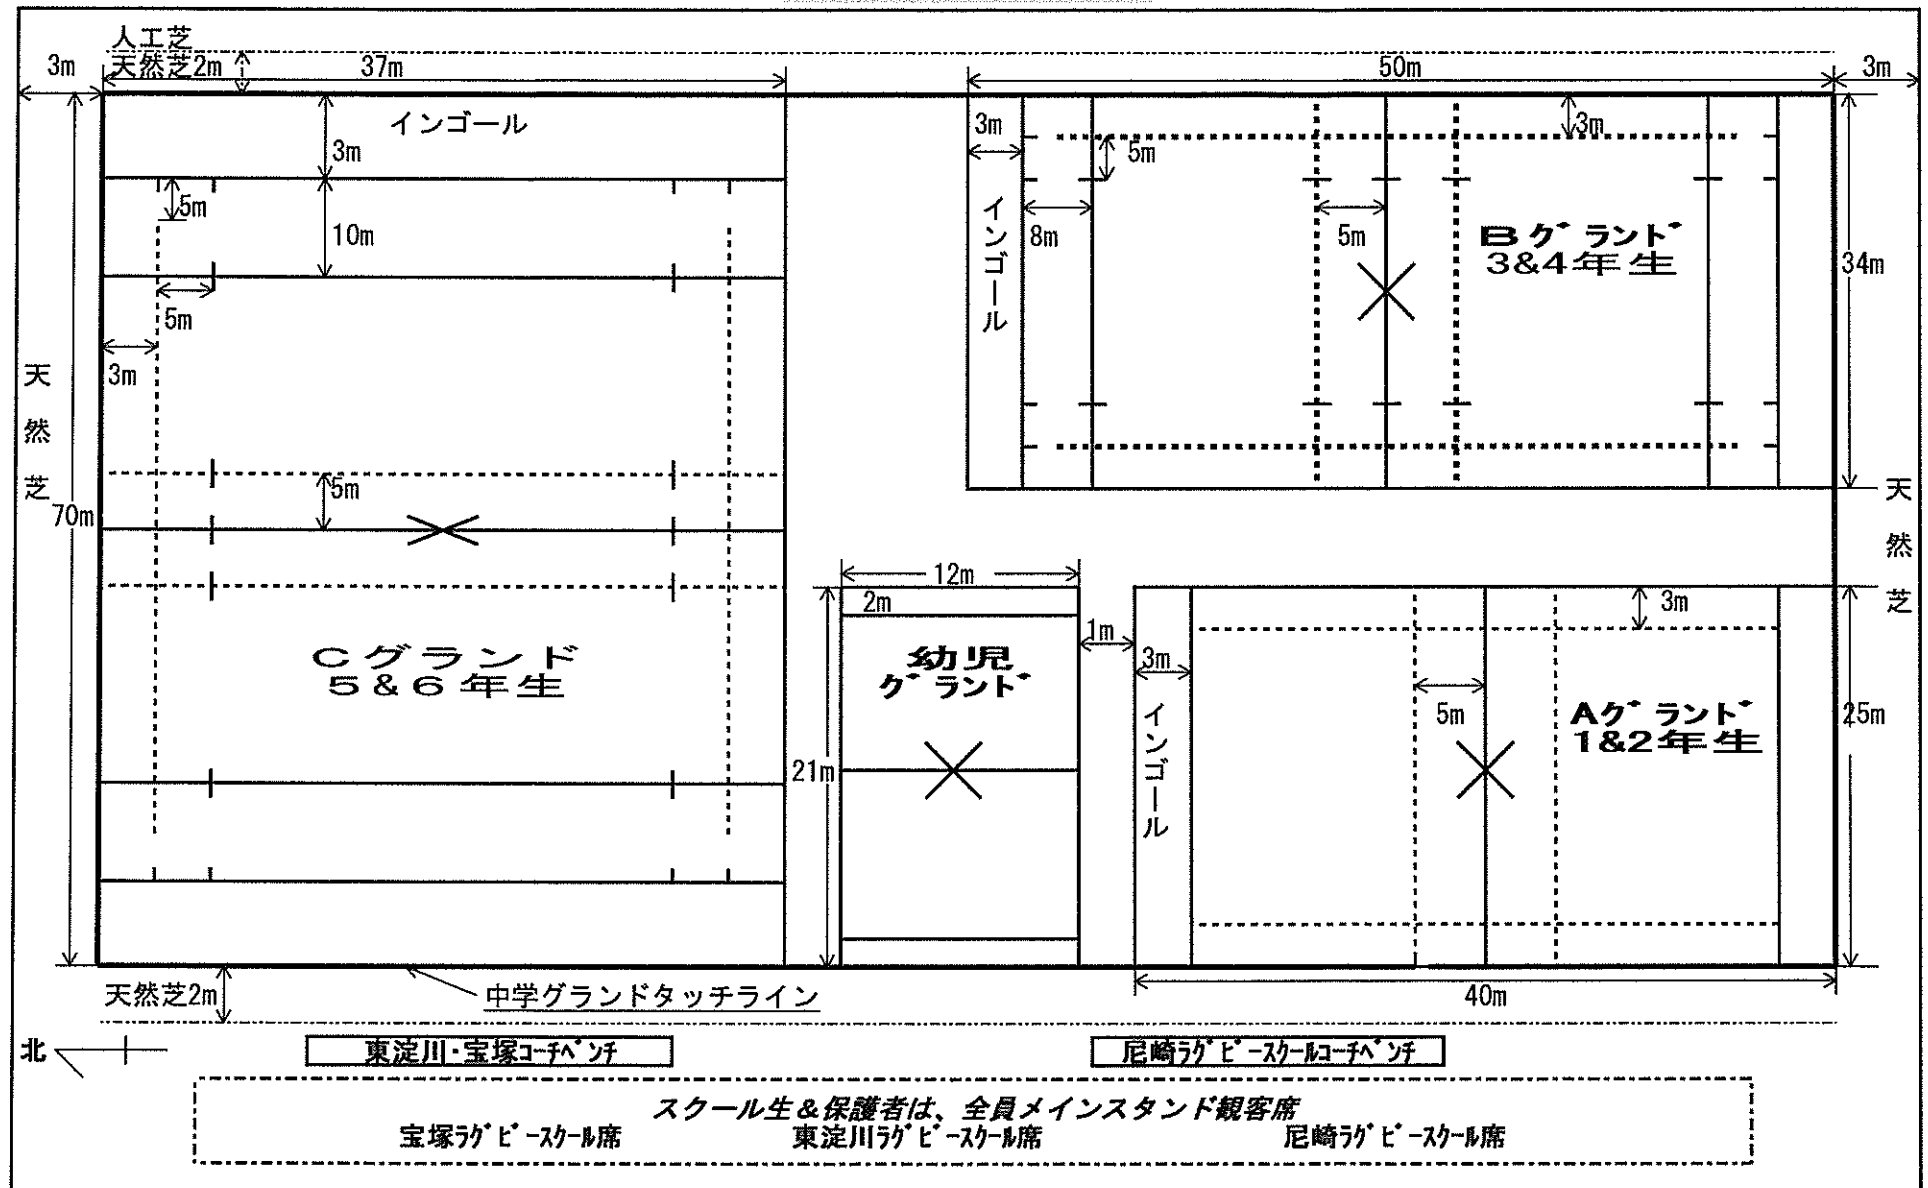 人工芝
天然芝2m
3m
37m
50m
3m
インゴール
3m
5m
10m
5m
3m
5m
70m
天然芝
Cグランド
5&6年生
3m
インゴール
8m
5m
5m
3m
Bグランド
3&4年生
34m
天然芝
12m
2m
幼児
グランド
21m
1m
3m
インゴール
5m
3m
Aグランド
1&2年生
25m
40m
天然芝2m
中学グランドタッチライン
北
東淀川・宝塚コーチベンチ
尼崎ラグビースクールコーチベンチ
スクール生&保護者は、全員メインスタンド観客席
宝塚ラグビースクール席
東淀川ラグビースクール席
尼崎ラグビースクール席